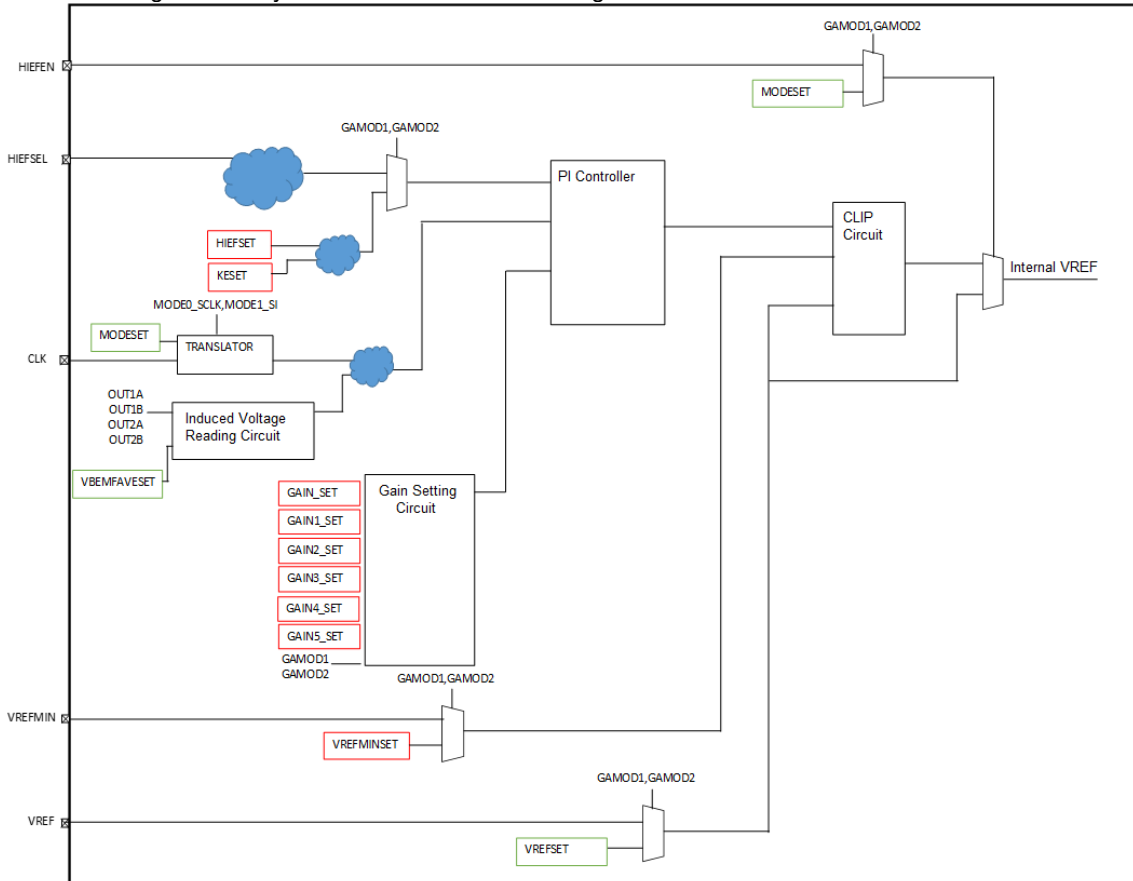 GAMOD1,GAMOD2
HIEFEN
MODESET
GAMOD1,GAMOD2
HIEFSEL
PI Controller
CLIP
Circuit
HIEFSET
KESET
Internal VREF
MODE0_SCLK,MODE1_SI
MODESET
TRANSLATOR
CLK
OUT1A
OUT1B
OUT2A
OUT2B
Induced Voltage
Reading Circuit
VBEMFAVESET
Gain Setting
Circuit
GAIN_SET
GAIN1_SET
GAIN2_SET
GAIN3_SET
GAIN4_SET
GAIN5_SET
GAMOD1
GAMOD2
GAMOD1,GAMOD2
VREFMIN
VREFMINSET
GAMOD1,GAMOD2
VREF
VREFSET